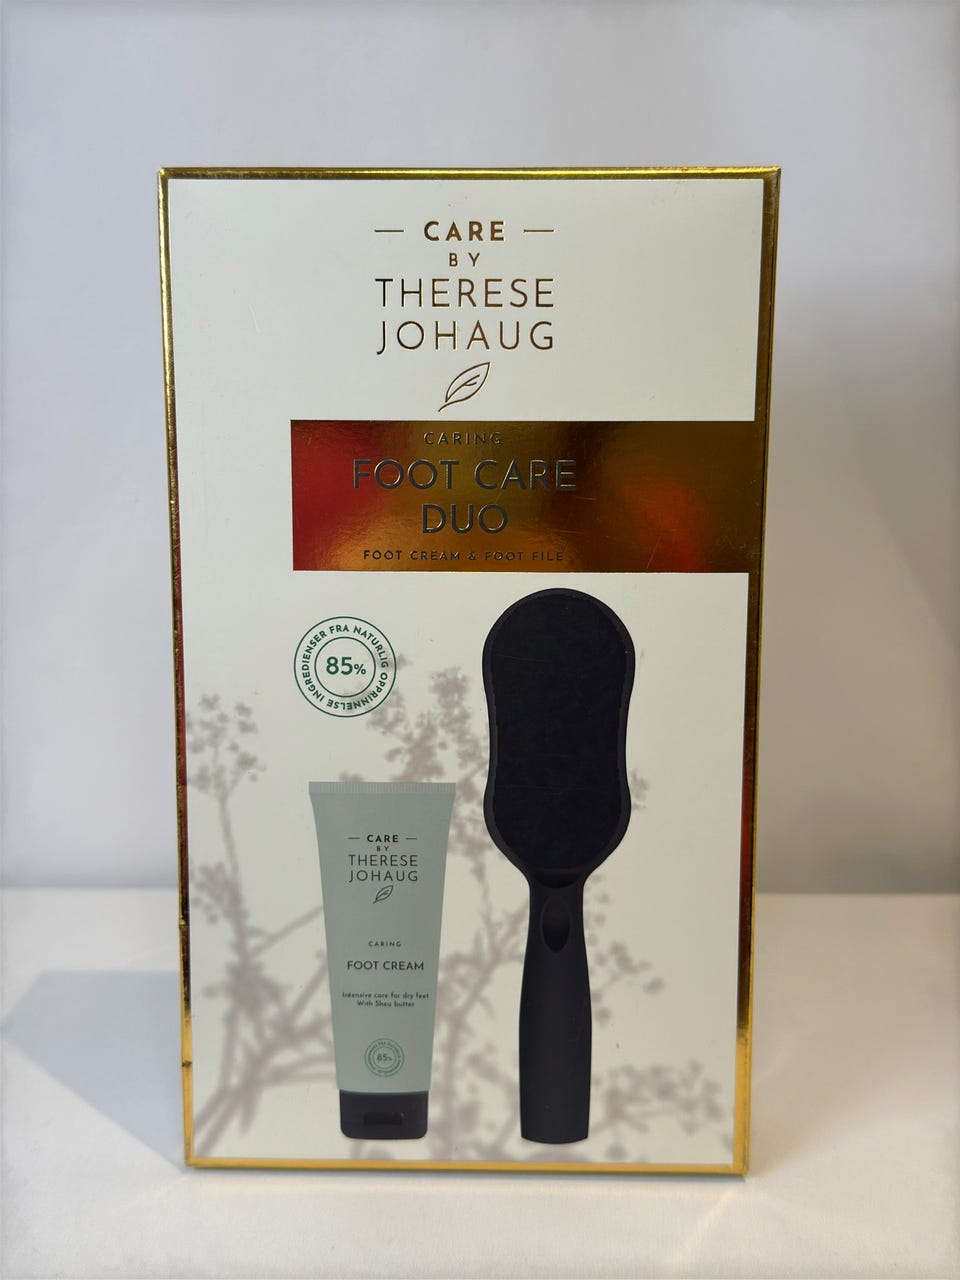 CARE
BY
THERESE
JOHAUG
CARING
FOOT CARE
DUO
FOOT CREAM & FOOT FILE
INGREDIENSER FRA NATURLIG OPPRINNELSE
85%
CARE
BY
THERESE
JOHAUG
CARING
FOOT CREAM
Intensive care for dry feet
With Shea butter
85%